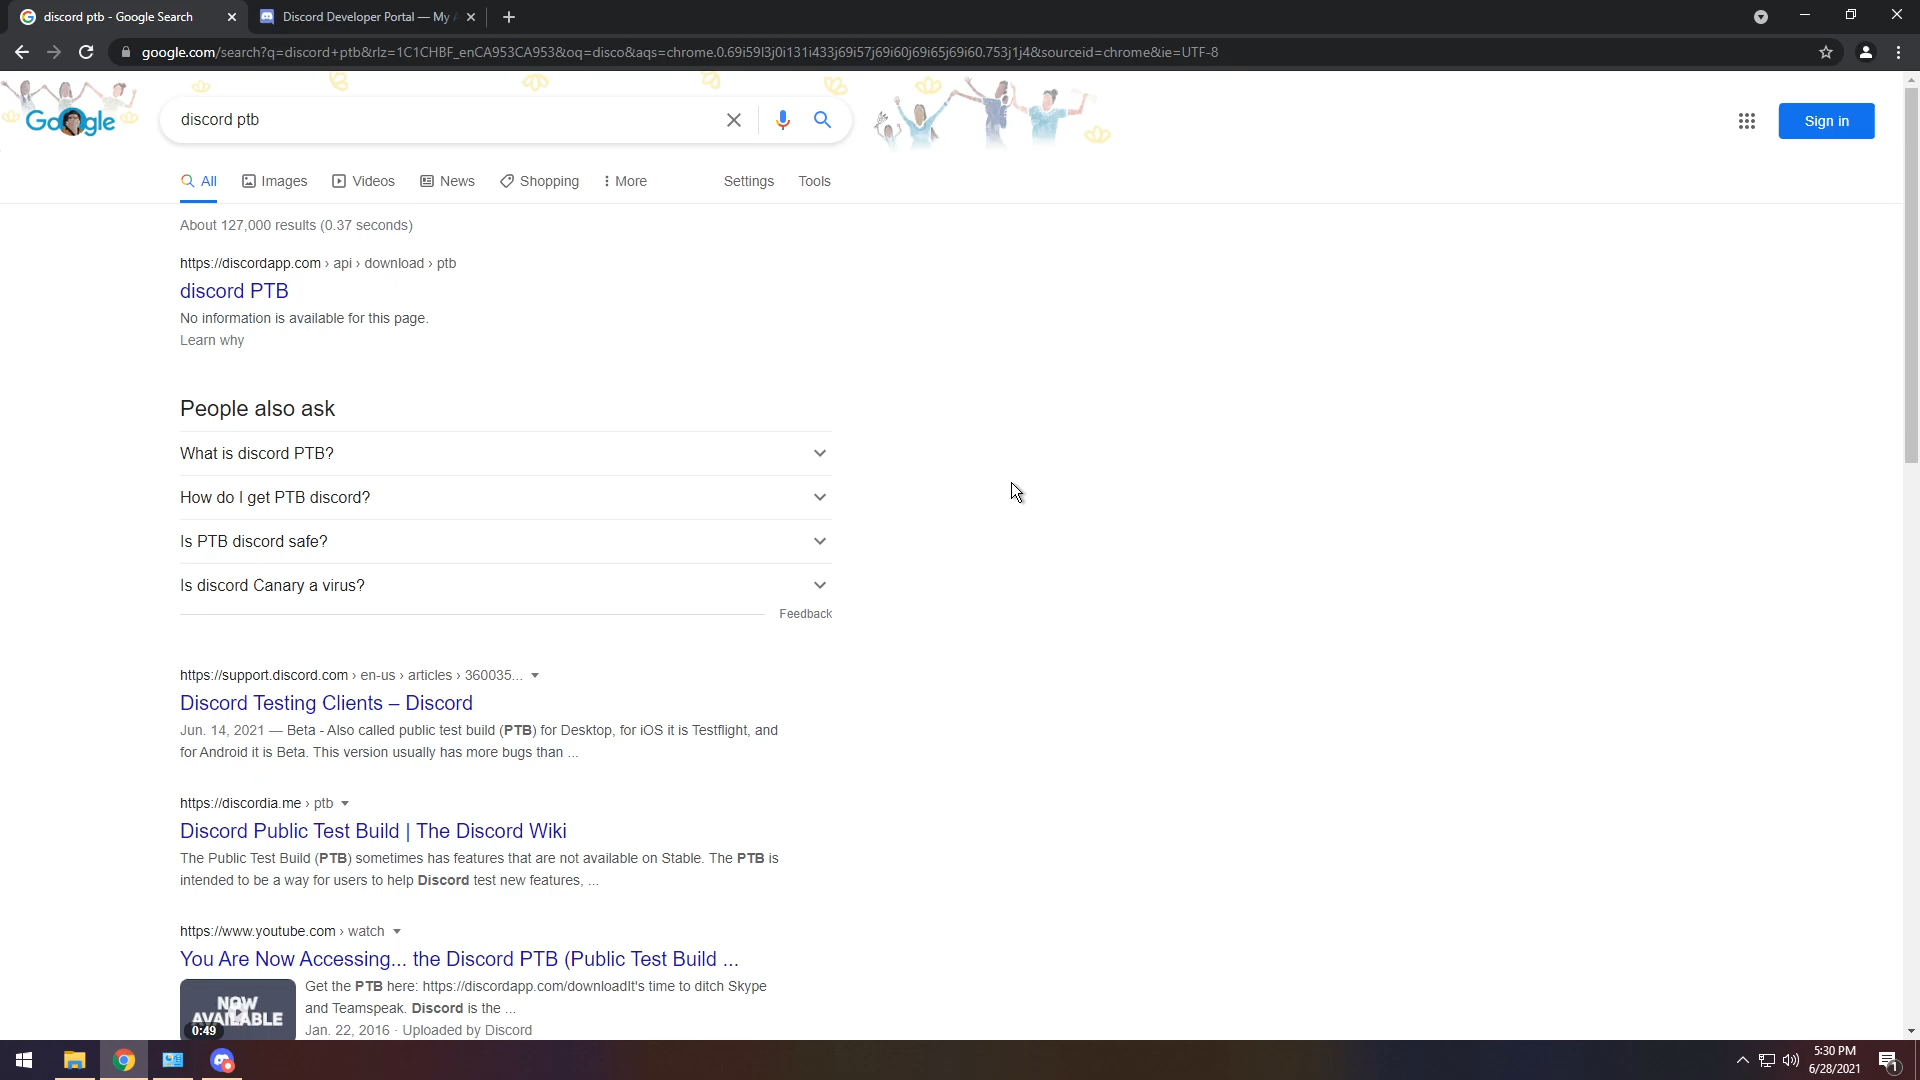 discord ptb - Google Search
Discord Developer Portal — My A
google.com/search?q=discord+ptb&rlz=1C1CHBF_enCA953CA953&oq=disco&aqs=chrome.0.69i59l3j0i131i433j69i57j69i60j69i65j69i60.753j1j4&sourceid=chrome&ie=UTF-8
Google
discord ptb
Sign in
All Images Videos News Shopping More Settings Tools
About 127,000 results (0.37 seconds)
https://discordapp.com › api › download › ptb
discord PTB
No information is available for this page.
Learn why
People also ask
What is discord PTB?
How do I get PTB discord?
Is PTB discord safe?
Is discord Canary a virus?
Feedback
https://support.discord.com › en-us › articles › 360035...
Discord Testing Clients – Discord
Jun. 14, 2021 — Beta - Also called public test build (PTB) for Desktop, for iOS it is Testflight, and
for Android it is Beta. This version usually has more bugs than ...
https://discordia.me › ptb
Discord Public Test Build | The Discord Wiki
The Public Test Build (PTB) sometimes has features that are not available on Stable. The PTB is
intended to be a way for users to help Discord test new features, ...
https://www.youtube.com › watch
You Are Now Accessing... the Discord PTB (Public Test Build ...
NOW
AVAILABLE
0:49
Get the PTB here: https://discordapp.com/downloadIt's time to ditch Skype
and Teamspeak. Discord is the ...
Jan. 22, 2016 · Uploaded by Discord
5:30 PM
6/28/2021
1